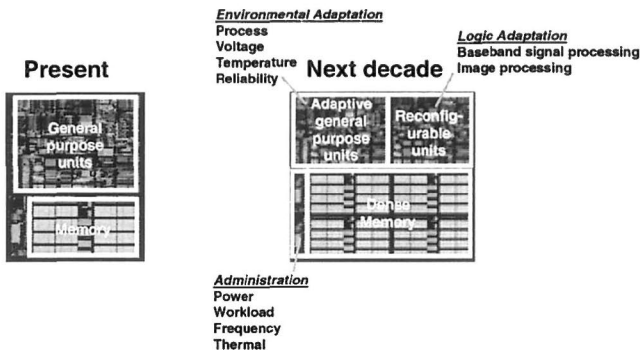 Environmental Adaptation
Process
Voltage
Temperature
Reliability
Logic Adaptation
Baseband signal processing
Image processing
Present
Next decade
General
purpose
units
Memory
Adaptive
general
purpose
units
Reconfig-
urable
units
Dense
Memory
Administration
Power
Workload
Frequency
Thermal